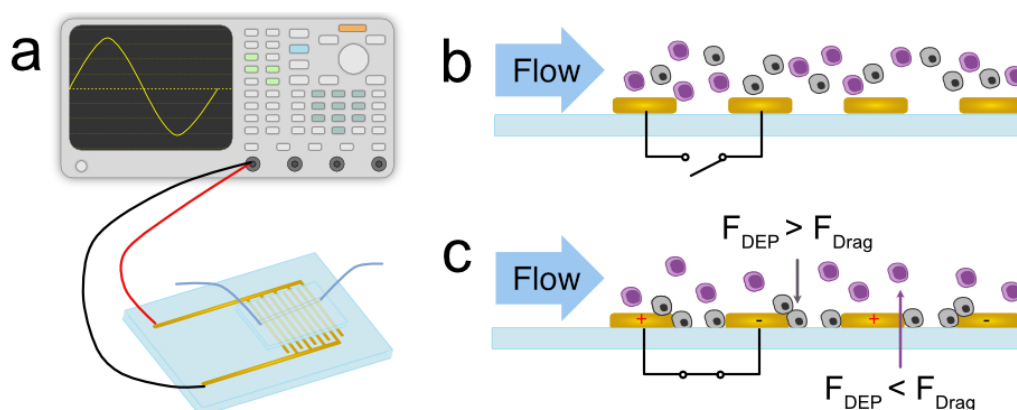 a
b
Flow
c
Flow
F_DEP > F_Drag
+
-
+
-
F_DEP < F_Drag